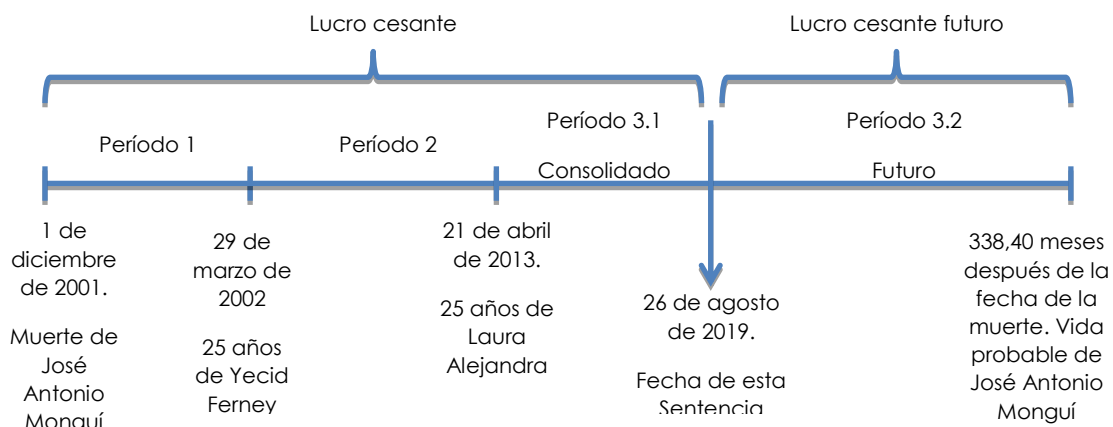 Lucro cesante
Lucro cesante futuro
Período 1
Período 2
Período 3.1
Consolidado
Período 3.2
Futuro
1 de
diciembre
de 2001.
Muerte de
José
Antonio
Monguí
29 de
marzo de
2002
25 años
de Yecid
Ferney
21 de abril
de 2013.
25 años de
Laura
Alejandra
26 de agosto
de 2019.
Fecha de esta
Sentencia
338,40 meses
después de la
fecha de la
muerte. Vida
probable de
José Antonio
Monguí